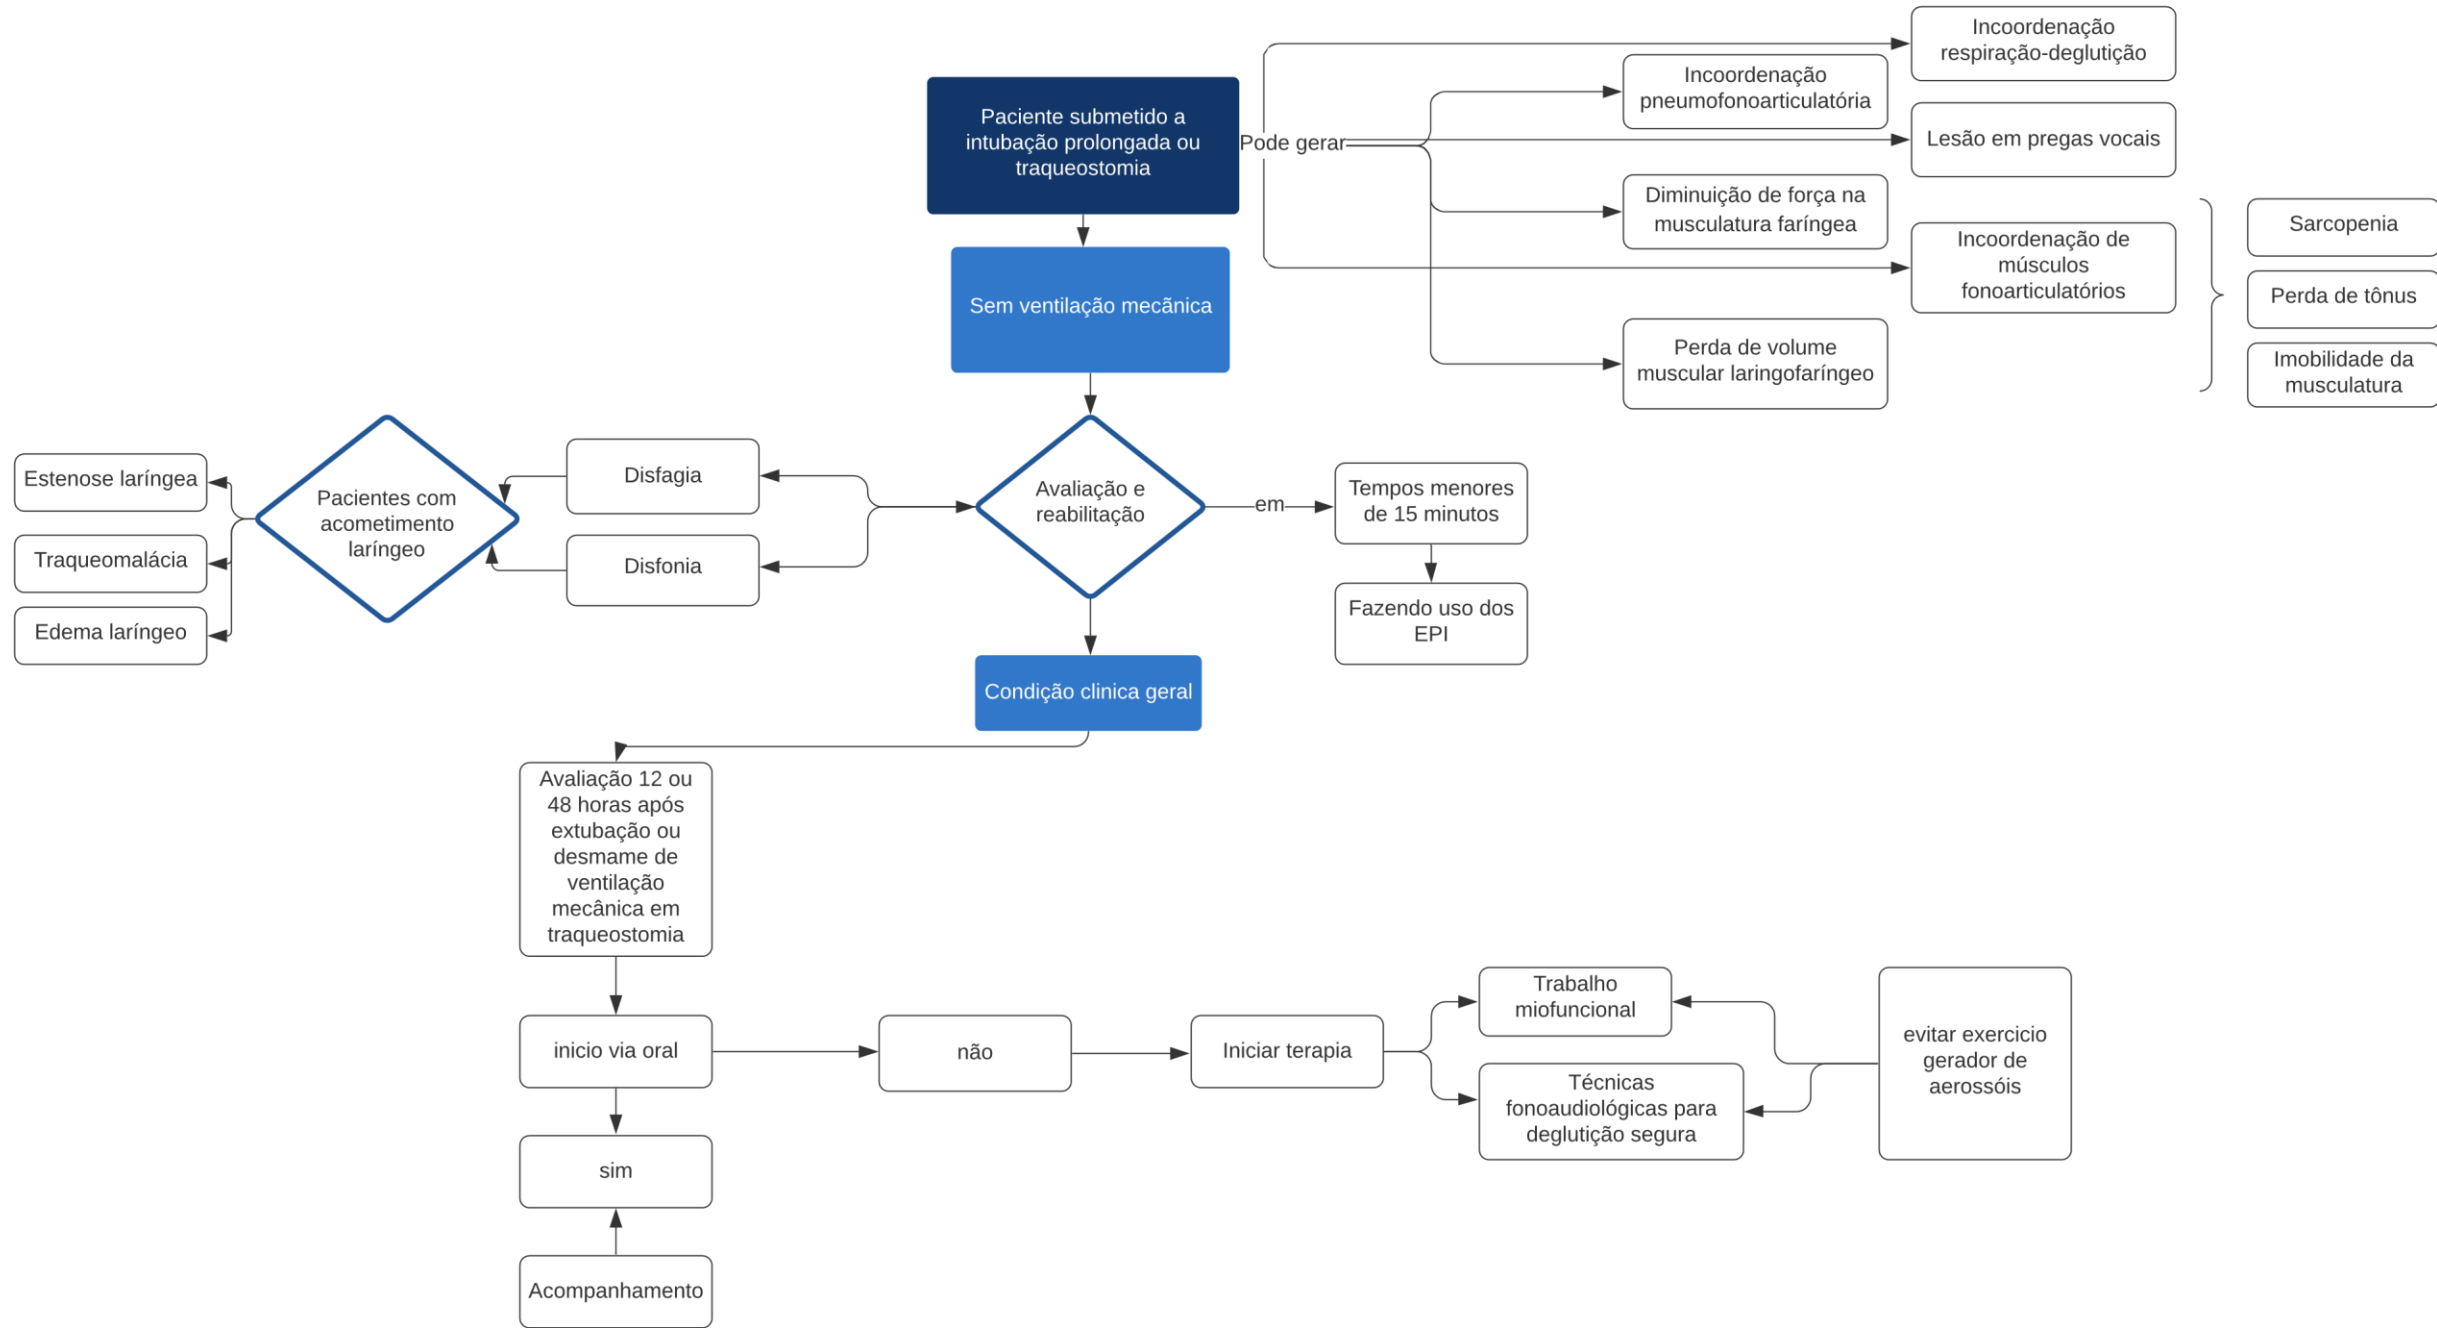 Incoordenação
respiração-deglutição
Incoordenação
pneumofonoarticulatória
Paciente submetido a
intubação prolongada ou
traqueostomia
Pode gerar
Lesão em pregas vocais
Diminuição de força na
musculatura faríngea
Incoordenação de
músculos
fonoarticulatórios
Sarcopenia
Perda de tônus
Imobilidade da
musculatura
Sem ventilação mecãnica
Perda de volume
muscular laringofaríngeo
Estenose laríngea
Traqueomalácia
Edema laríngeo
Pacientes com
acometimento
laríngeo
Disfagia
Disfonia
Avaliação e
reabilitação
em
Tempos menores
de 15 minutos
Fazendo uso dos
EPI
Condição clinica geral
Avaliação 12 ou
48 horas após
extubação ou
desmame de
ventilação
mecânica em
traqueostomia
inicio via oral
não
Iniciar terapia
Trabalho
miofuncional
Técnicas
fonoaudiológicas para
deglutição segura
evitar exercicio
gerador de
aerossóis
sim
Acompanhamento